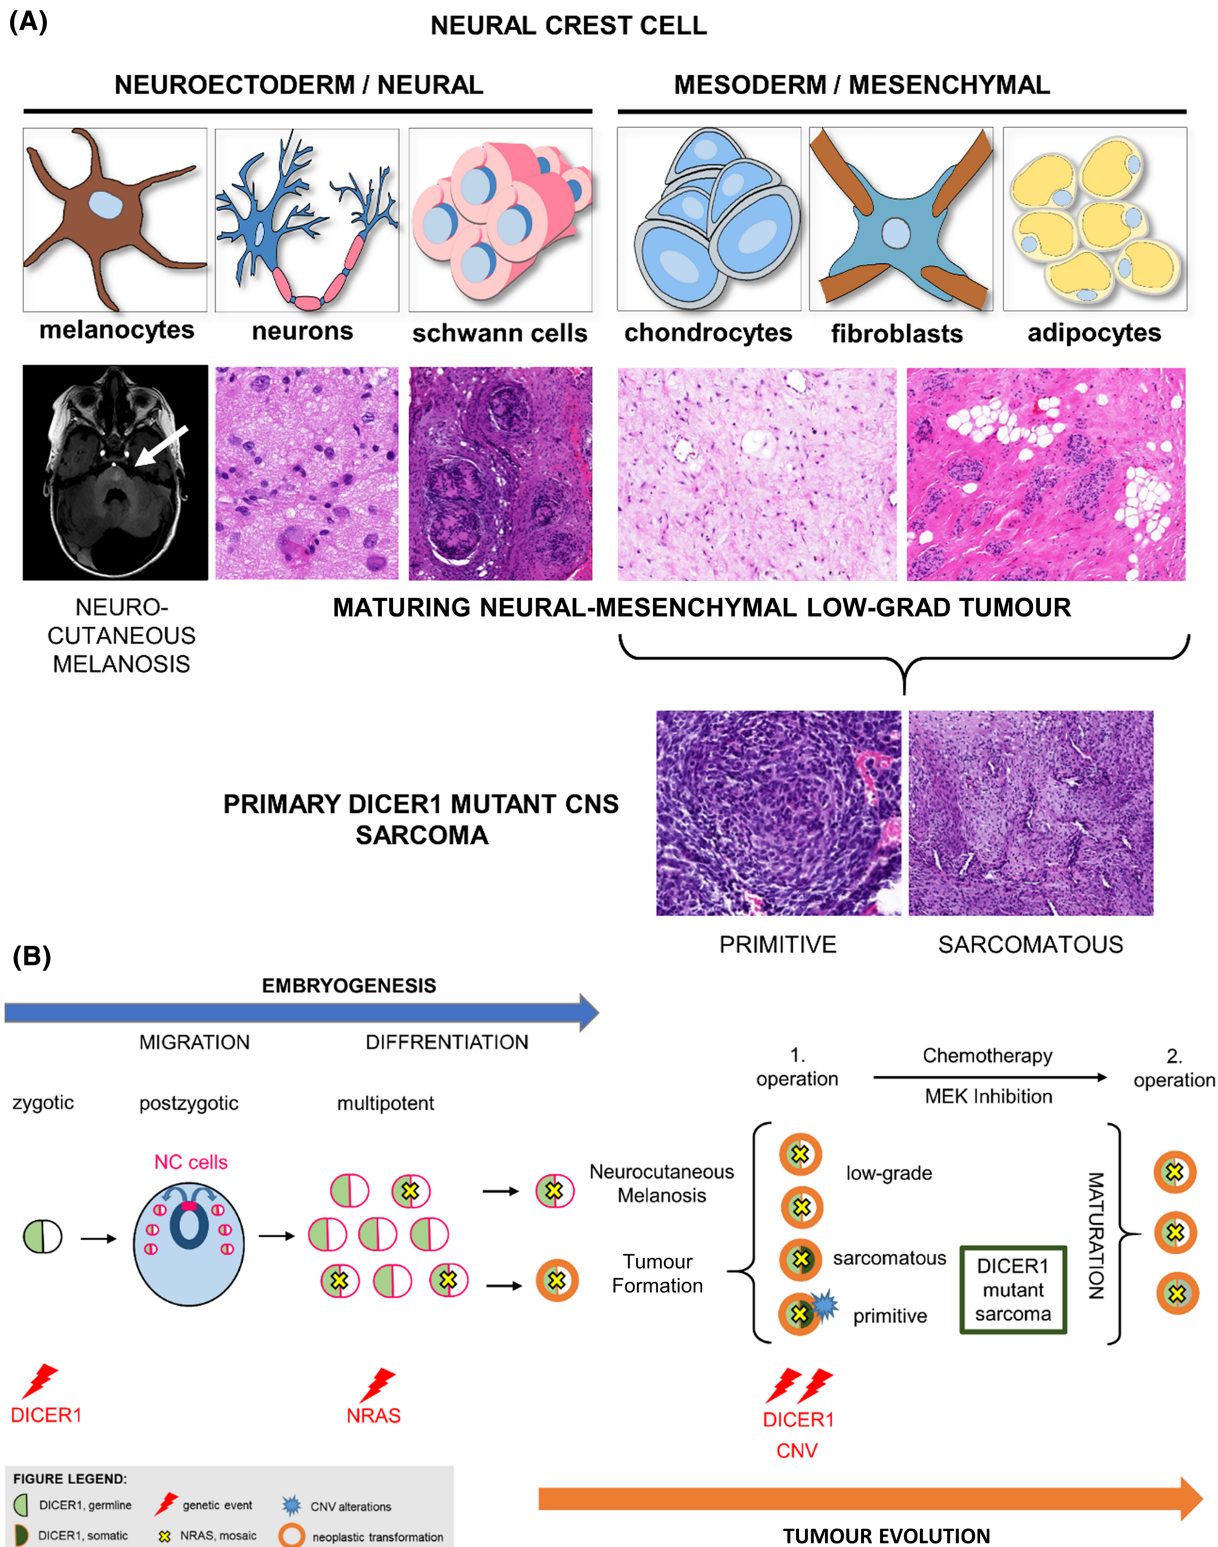 (A)
NEURAL CREST CELL
NEUROECTODERM / NEURAL
MESODERM / MESENCHYMAL
melanocytes
neurons
schwann cells
chondrocytes
fibroblasts
adipocytes
NEURO-
CUTANEOUS
MELANOSIS
MATURING NEURAL-MESENCHYMAL LOW-GRAD TUMOUR
PRIMARY DICER1 MUTANT CNS
SARCOMA
PRIMITIVE
SARCOMATOUS
(B)
EMBRYOGENESIS
MIGRATION
DIFFRENTIATION
zygotic
postzygotic
multipotent
NC cells
Neurocutaneous
Melanosis
Tumour
Formation
1.
operation
Chemotherapy
MEK Inhibition
2.
operation
low-grade
sarcomatous
primitive
DICER1
mutant
sarcoma
MATURATION
DICER1
NRAS
DICER1
CNV
FIGURE LEGEND:
DICER1, germline
genetic event
CNV alterations
DICER1, somatic
NRAS, mosaic
neoplastic transformation
TUMOUR EVOLUTION